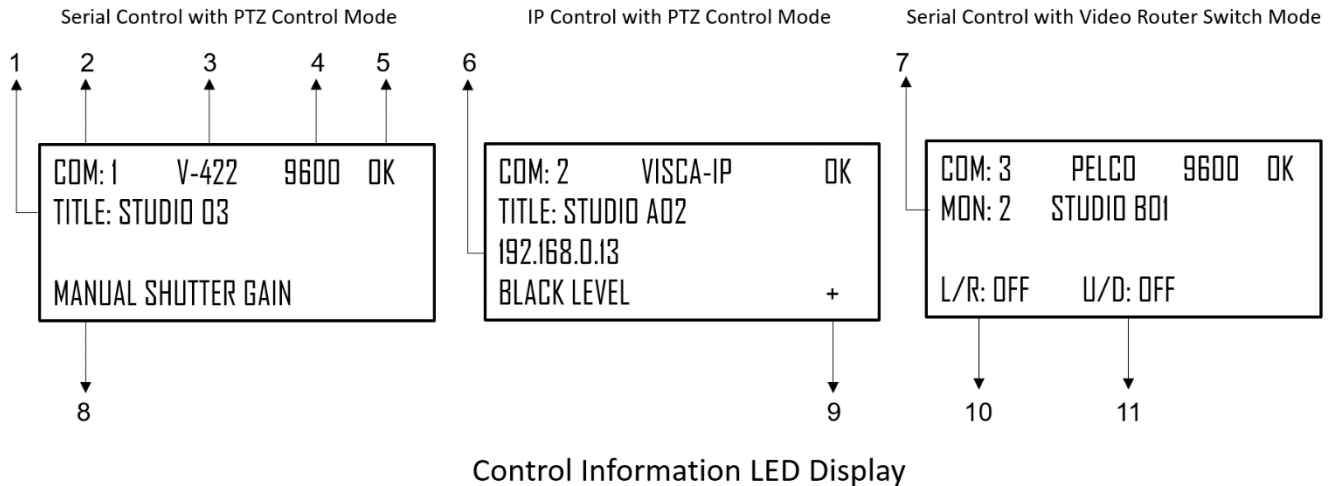 Serial Control with PTZ Control Mode
IP Control with PTZ Control Mode
Serial Control with Video Router Switch Mode
1 2 3 4 5 6 7
COM: 1 V-422 9600 OK
TITLE: STUDIO 03
MANUAL SHUTTER GAIN
COM: 2 VISCA-IP OK
TITLE: STUDIO A02
192.168.0.13
BLACK LEVEL +
COM: 3 PELCO 9600 OK
MON: 2 STUDIO B01
L/R: OFF U/D: OFF
8 9 10 11
Control Information LED Display